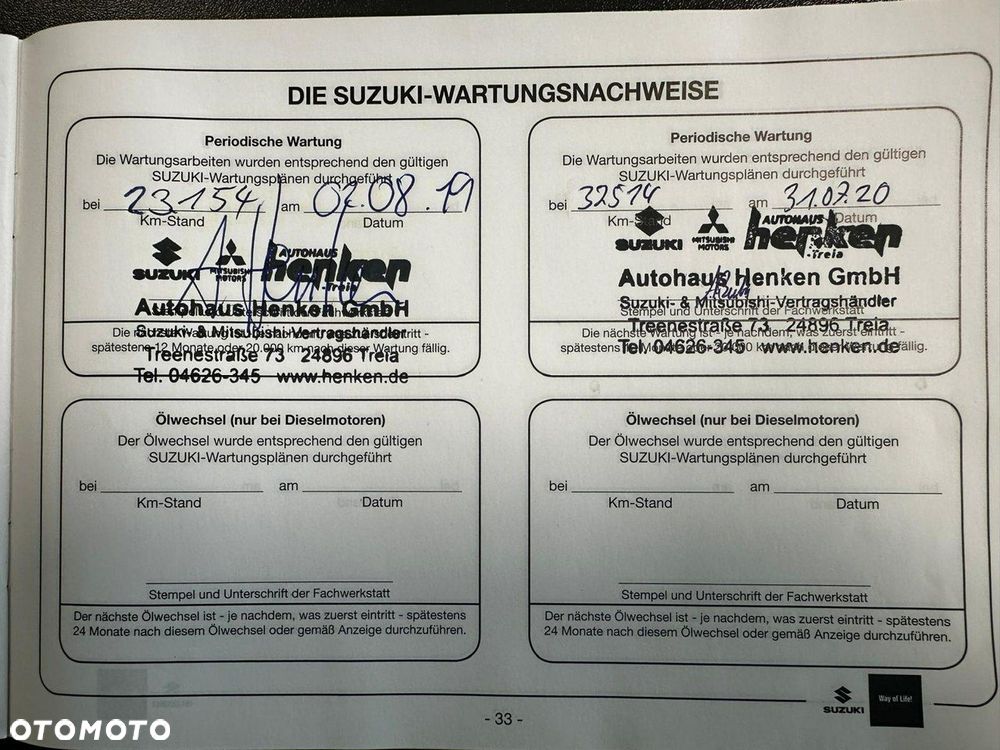 DIE SUZUKI-WARTUNGSNACHWEISE
Periodische Wartung
Die Wartungsarbeiten wurden entsprechend den gültigen
SUZUKI-Wartungsplänen durchgeführt
bei 23154 am 02.08.19
Km-Stand Datum
SUZUKI MITSUBISHI MOTORS AUTOHAUS henken -Treia
Autohaus Henken GmbH
Suzuki- & Mitsubishi-Vertragshändler
Treenestraße 73 24896 Treia
spätestens 12 Monate oder 20.000 km nach dieser Wartung fällig.
Tel. 04626-345 www.henken.de
Periodische Wartung
Die Wartungsarbeiten wurden entsprechend den gültigen
SUZUKI-Wartungsplänen durchgeführt
bei 32514 am 31.07.20
Km-Stand Datum
SUZUKI MITSUBISHI MOTORS AUTOHAUS henken -Treia
Autohaus Henken GmbH
Suzuki- & Mitsubishi-Vertragshändler
Stempel und Unterschrift der Fachwerkstatt
Treenestraße 73 24896 Treia
Die nächste Wartung ist - je nachdem, was zuerst eintritt -
Tel. 04626-345 www.henken.de
Ölwechsel (nur bei Dieselmotoren)
Der Ölwechsel wurde entsprechend den gültigen
SUZUKI-Wartungsplänen durchgeführt
bei am
Km-Stand Datum
Stempel und Unterschrift der Fachwerkstatt
Der nächste Ölwechsel ist - je nachdem, was zuerst eintritt - spätestens
24 Monate nach diesem Ölwechsel oder gemäß Anzeige durchzuführen.
Ölwechsel (nur bei Dieselmotoren)
Der Ölwechsel wurde entsprechend den gültigen
SUZUKI-Wartungsplänen durchgeführt
bei am
Km-Stand Datum
Stempel und Unterschrift der Fachwerkstatt
Der nächste Ölwechsel ist - je nachdem, was zuerst eintritt - spätestens
24 Monate nach diesem Ölwechsel oder gemäß Anzeige durchzuführen.
- 33 -
SUZUKI
Way of Life!
OTOMOTO